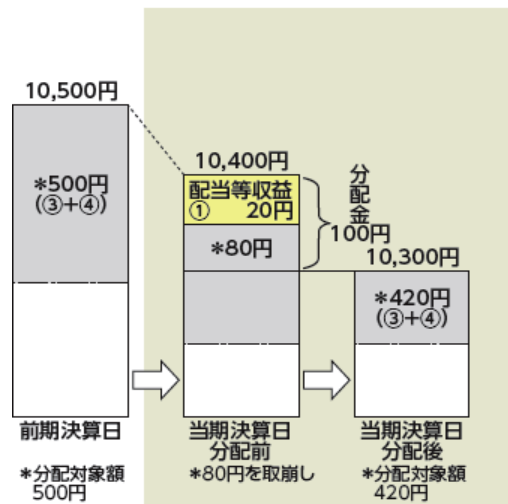 10,500円
*500円
(③+④)
前期決算日
*分配対象額
500円
10,400円
配当等収益
① 20円
*80円
分配金
100円
当期決算日
分配前
*80円を取崩し
10,300円
*420円
(③+④)
当期決算日
分配後
*分配対象額
420円